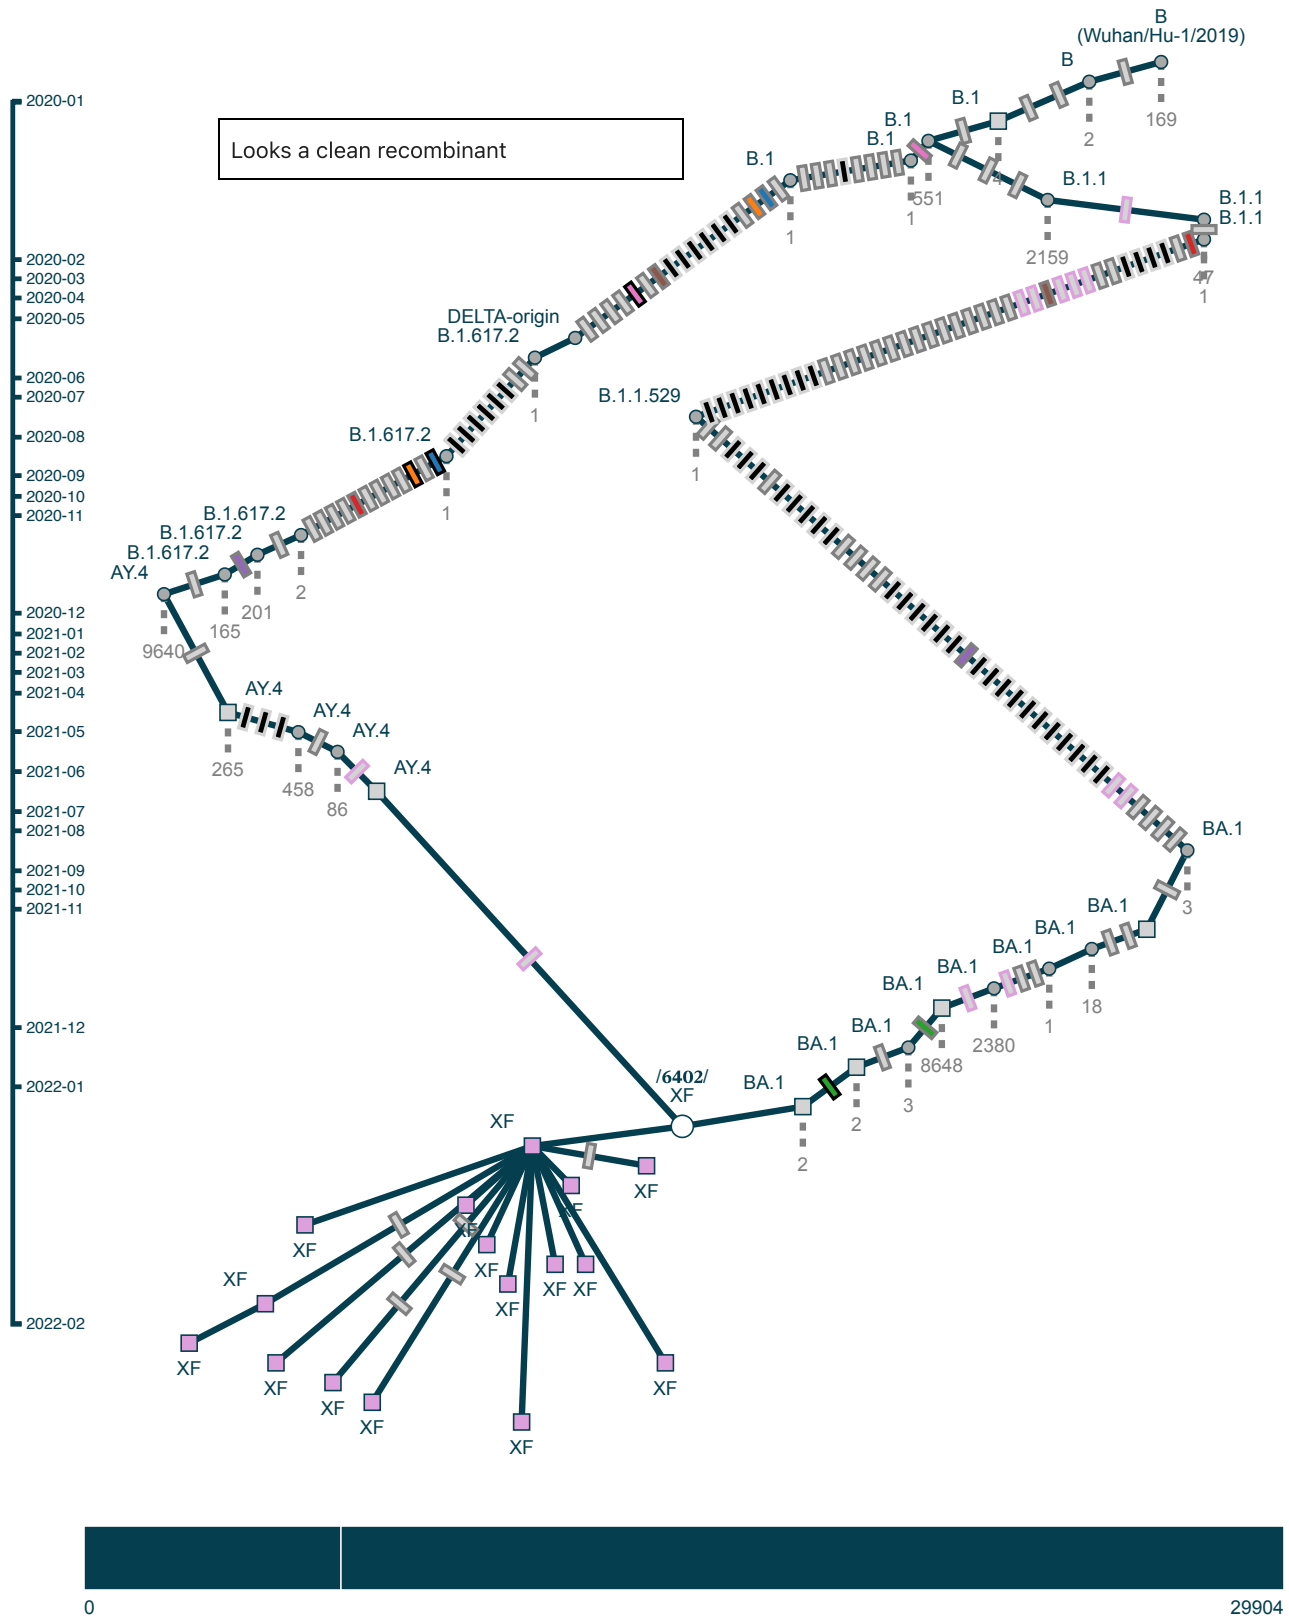 B
(Wuhan/Hu-1/2019)
B
B.1
2020-01
B.1
169
2
B.1
Looks a clean recombinant
B.1
4
B.1.1
551
B.1.1
1
B.1.1
1
2159
2020-02
2020-03
47
2020-04
1
DELTA-origin
2020-05
B.1.617.2
2020-06
2020-07
B.1.1.529
1
B.1.617.2
2020-08
2020-09
1
2020-10
B.1.617.2
1
2020-11
B.1.617.2
B.1.617.2
AY.4
2
2020-12
201
165
2021-01
9640
2021-02
2021-03
2021-04
AY.4
AY.4
2021-05
AY.4
265
2021-06
AY.4
458
86
2021-07
2021-08
BA.1
2021-09
2021-10
2021-11
3
BA.1
BA.1
BA.1
BA.1
BA.1
18
2021-12
BA.1
1
BA.1
2380
8648
/6402/
2022-01
BA.1
XF
3
XF
2
2
XF
XF
XF
XF
XF
XF
XF
XF
XF
2022-02
XF
XF
XF
XF
XF
XF
0
29904